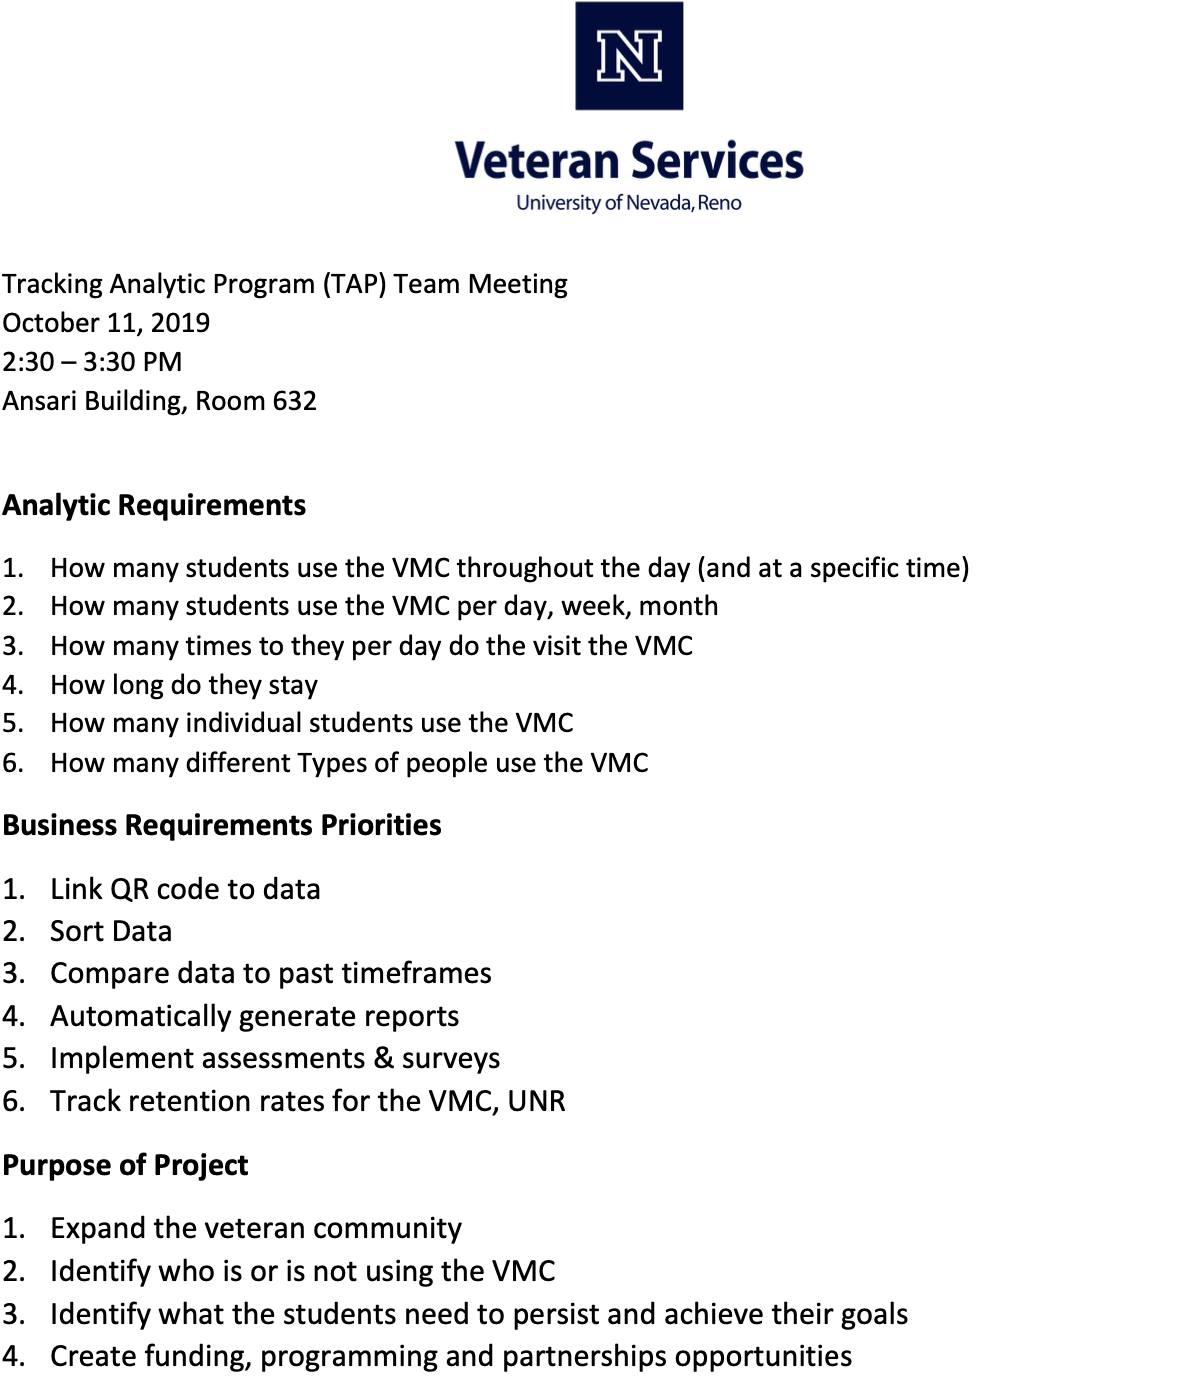 N
Veteran Services
University of Nevada, Reno
Tracking Analytic Program (TAP) Team Meeting
October 11, 2019
2:30 – 3:30 PM
Ansari Building, Room 632
Analytic Requirements
1. How many students use the VMC throughout the day (and at a specific time)
2. How many students use the VMC per day, week, month
3. How many times to they per day do the visit the VMC
4. How long do they stay
5. How many individual students use the VMC
6. How many different Types of people use the VMC
Business Requirements Priorities
1. Link QR code to data
2. Sort Data
3. Compare data to past timeframes
4. Automatically generate reports
5. Implement assessments & surveys
6. Track retention rates for the VMC, UNR
Purpose of Project
1. Expand the veteran community
2. Identify who is or is not using the VMC
3. Identify what the students need to persist and achieve their goals
4. Create funding, programming and partnerships opportunities